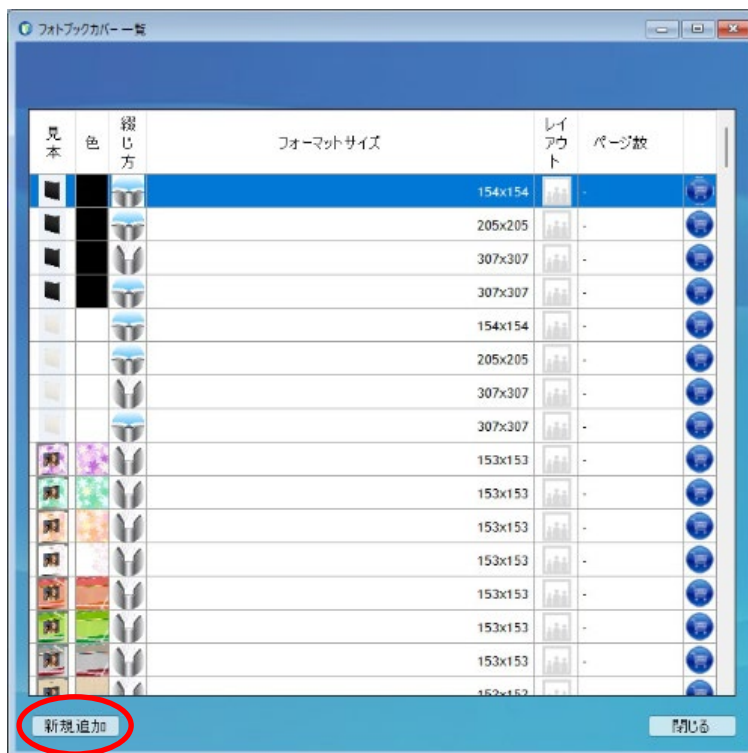 フォトブックカバー 一覧
見本 色 綴じ方 フォーマットサイズ レイアウト ページ数
154x154 -
205x205 -
307x307 -
307x307 -
154x154 -
205x205 -
307x307 -
307x307 -
153x153 -
153x153 -
153x153 -
153x153 -
153x153 -
153x153 -
153x153 -
新規追加 閉じる